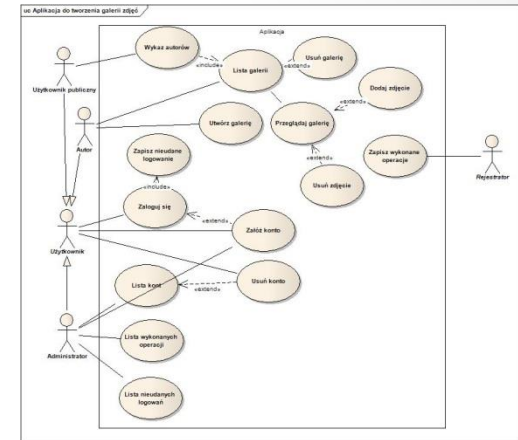 uc Aplikacja do tworzenia galerii zdjęć
Aplikacja
Wykaz autorów
«include»
Lista galerii
Usuń galerię
«extend»
Użytkownik publiczny
Dodaj zdjęcie
«extend»
Utwórz galerię
Przeglądaj galerię
Autor
Zapisz nieudane
logowanie
Zapisz wykonane
operacje
Rejestrator
«extend»
Usuń zdjęcie
«include»
Zaloguj się
«extend»
Załóż konto
Użytkownik
Lista kont
«extend»
Usuń konto
Lista wykonanych
operacji
Administrator
Lista nieudanych
logowań